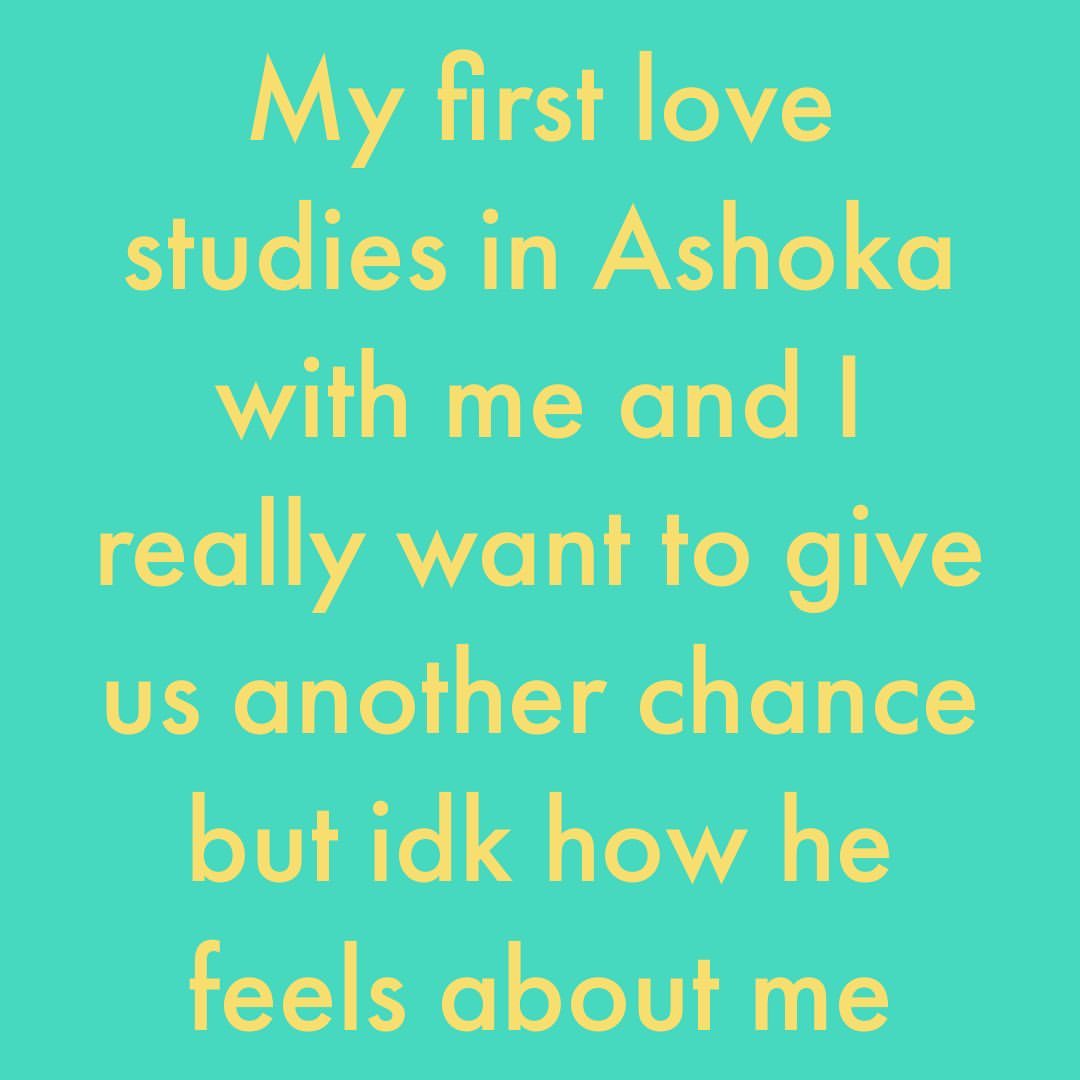 My first love
studies in Ashoka
with me and I
really want to give
us another chance
but idk how he
feels about me